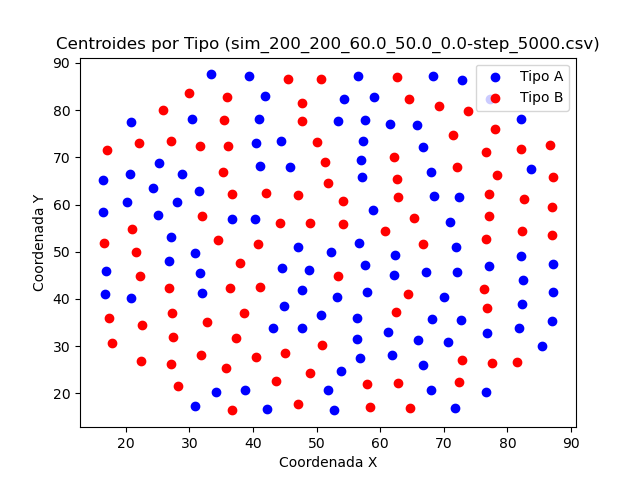 Centroides por Tipo (sim_200_200_60.0_50.0_0.0-step_5000.csv)
Tipo A
Tipo B
90
80
70
60
50
40
30
20
Coordenada Y
20 30 40 50 60 70 80 90
Coordenada X